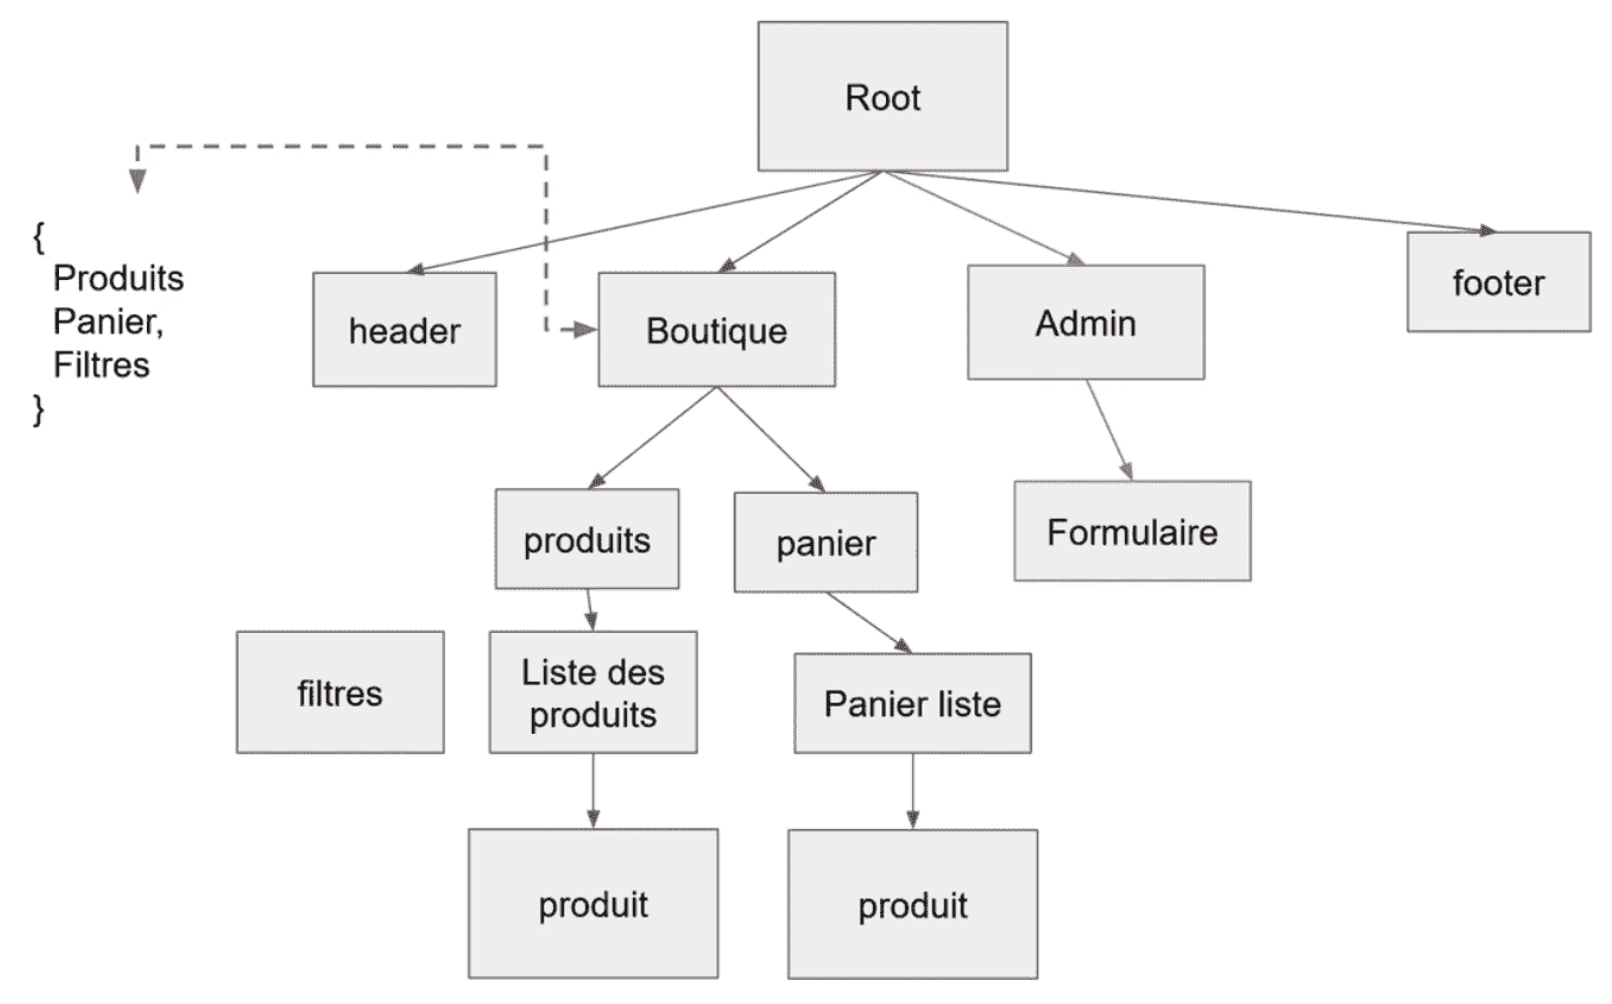 Root
{
Produits
Panier,
Filtres
}
header
Boutique
Admin
footer
produits
panier
Formulaire
filtres
Liste des
produits
Panier liste
produit
produit